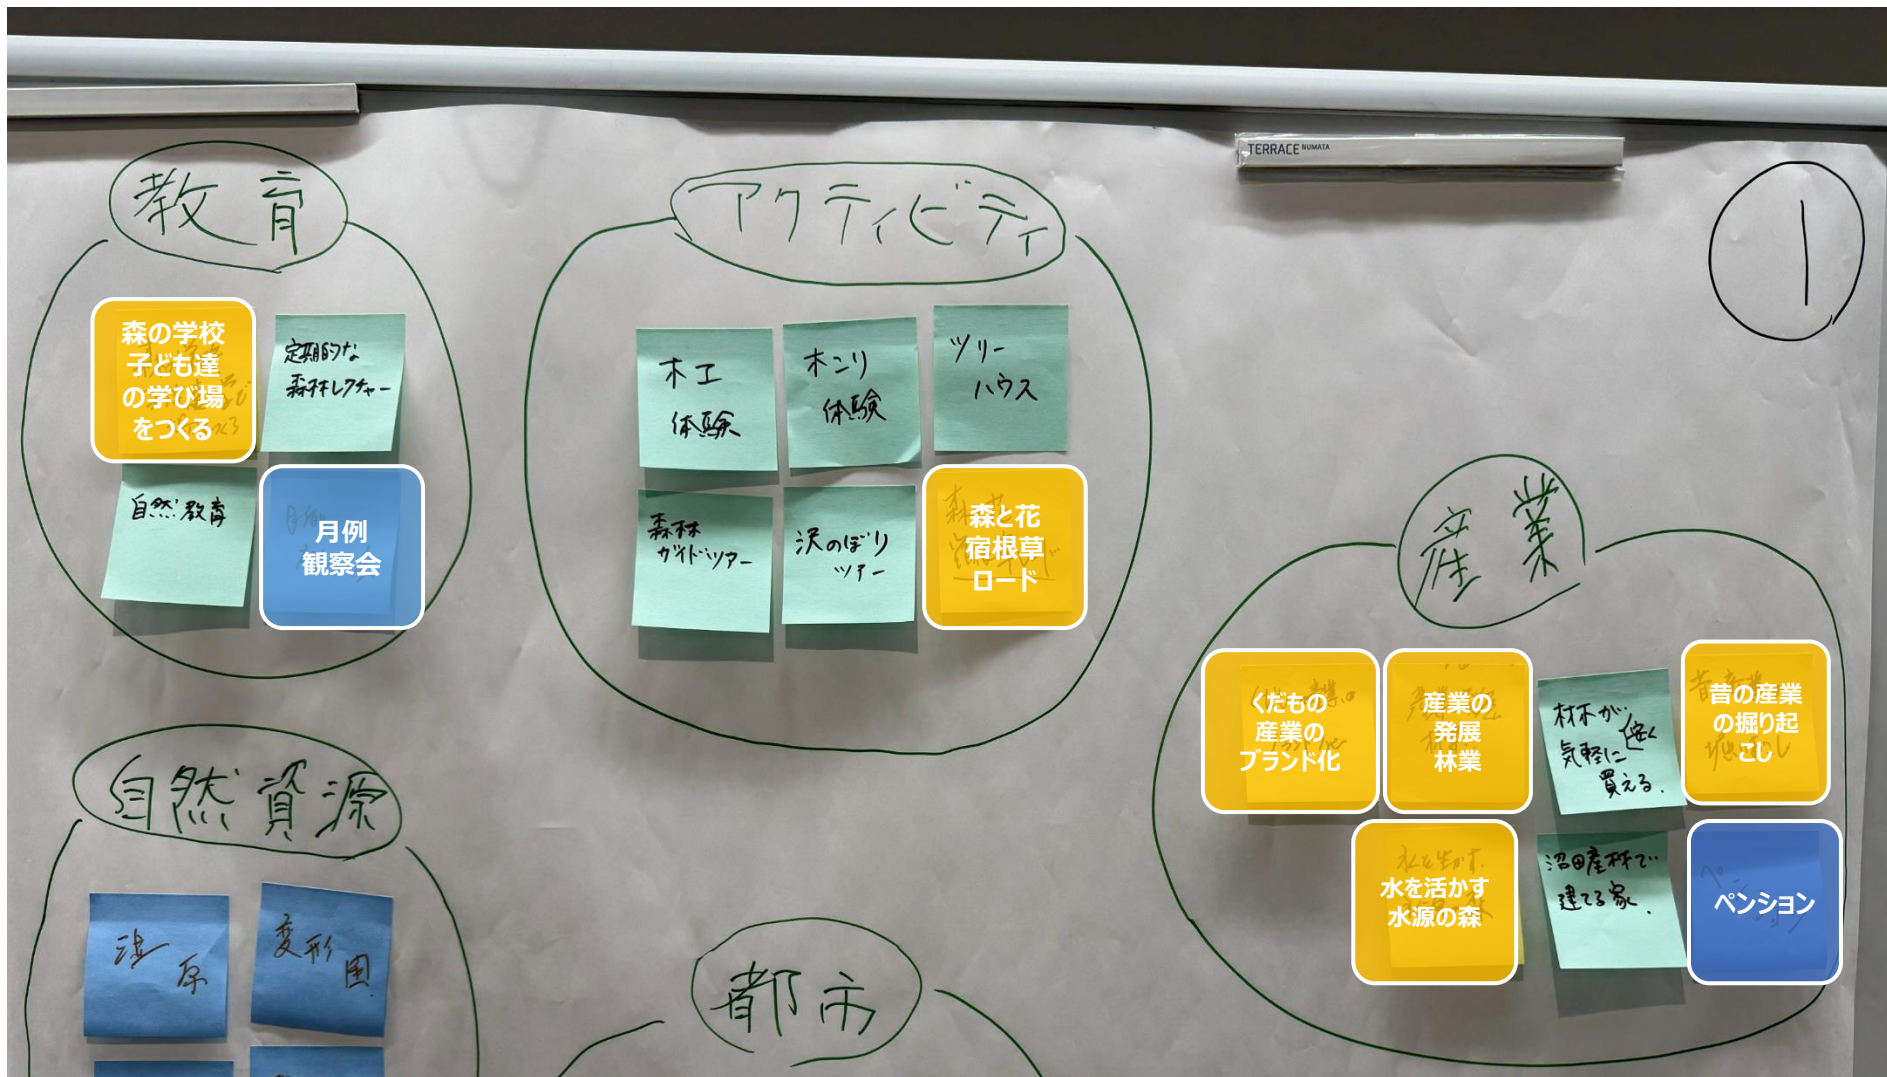 TERRACE NUMATA
1
教育
森の学校
子ども達
の学び場
をつくる
定期的な
森林レクチャー
自然教育
月例
観察会
アクティビティ
木工
体験
木こり
体験
ツリー
ハウス
森林
ガイドツアー
沢のぼり
ツアー
森と花
宿根草
ロード
産業
くだもの
産業の
ブランド化
産業の
発展
林業
材木が
安く
気軽に
買える.
昔の産業
の掘り起
こし
水を活かす
水源の森
沼田産材で
建てる家.
ペンション
自然資源
変形
都市